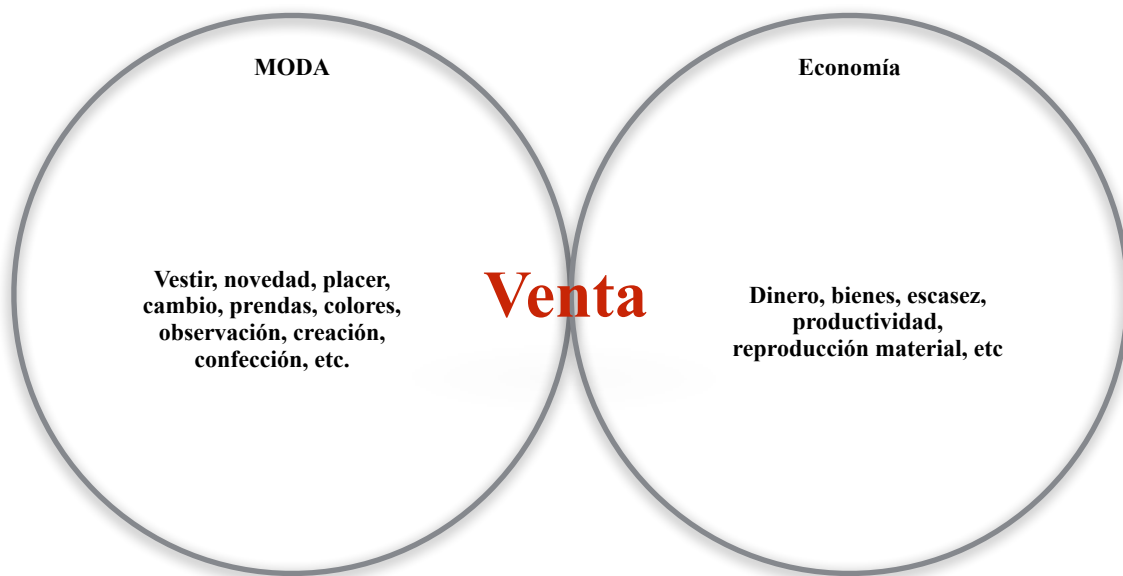 MODA
Vestir, novedad, placer,
cambio, prendas, colores,
observación, creación,
confección, etc.
Venta
Economía
Dinero, bienes, escasez,
productividad,
reproducción material, etc